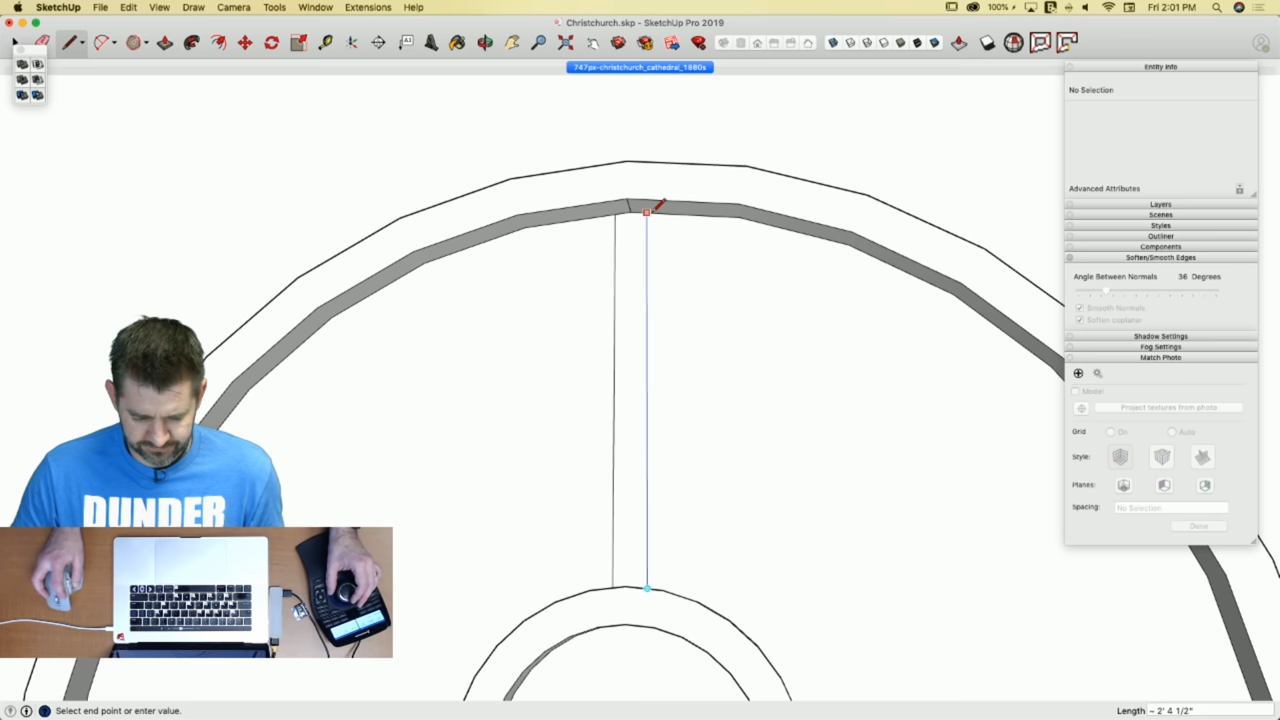 SketchUp File Edit View Draw Camera Tools Window Extensions Help
100%
Fri 2:01 PM
Christchurch.skp - SketchUp Pro 2019
747px-christchurch_cathedral_1880s
Entity Info
No Selection
Advanced Attributes
Layers
Scenes
Styles
Outliner
Components
Soften/Smooth Edges
Angle Between Normals 36 Degrees
Smooth Normals
Soften coplanar
Shadow Settings
Fog Settings
Match Photo
Model
Project textures from photo
Grid On Auto
Style:
Planes:
Spacing: No Selection
Done
DUNDER
Select end point or enter value.
Length ~ 2' 4 1/2"